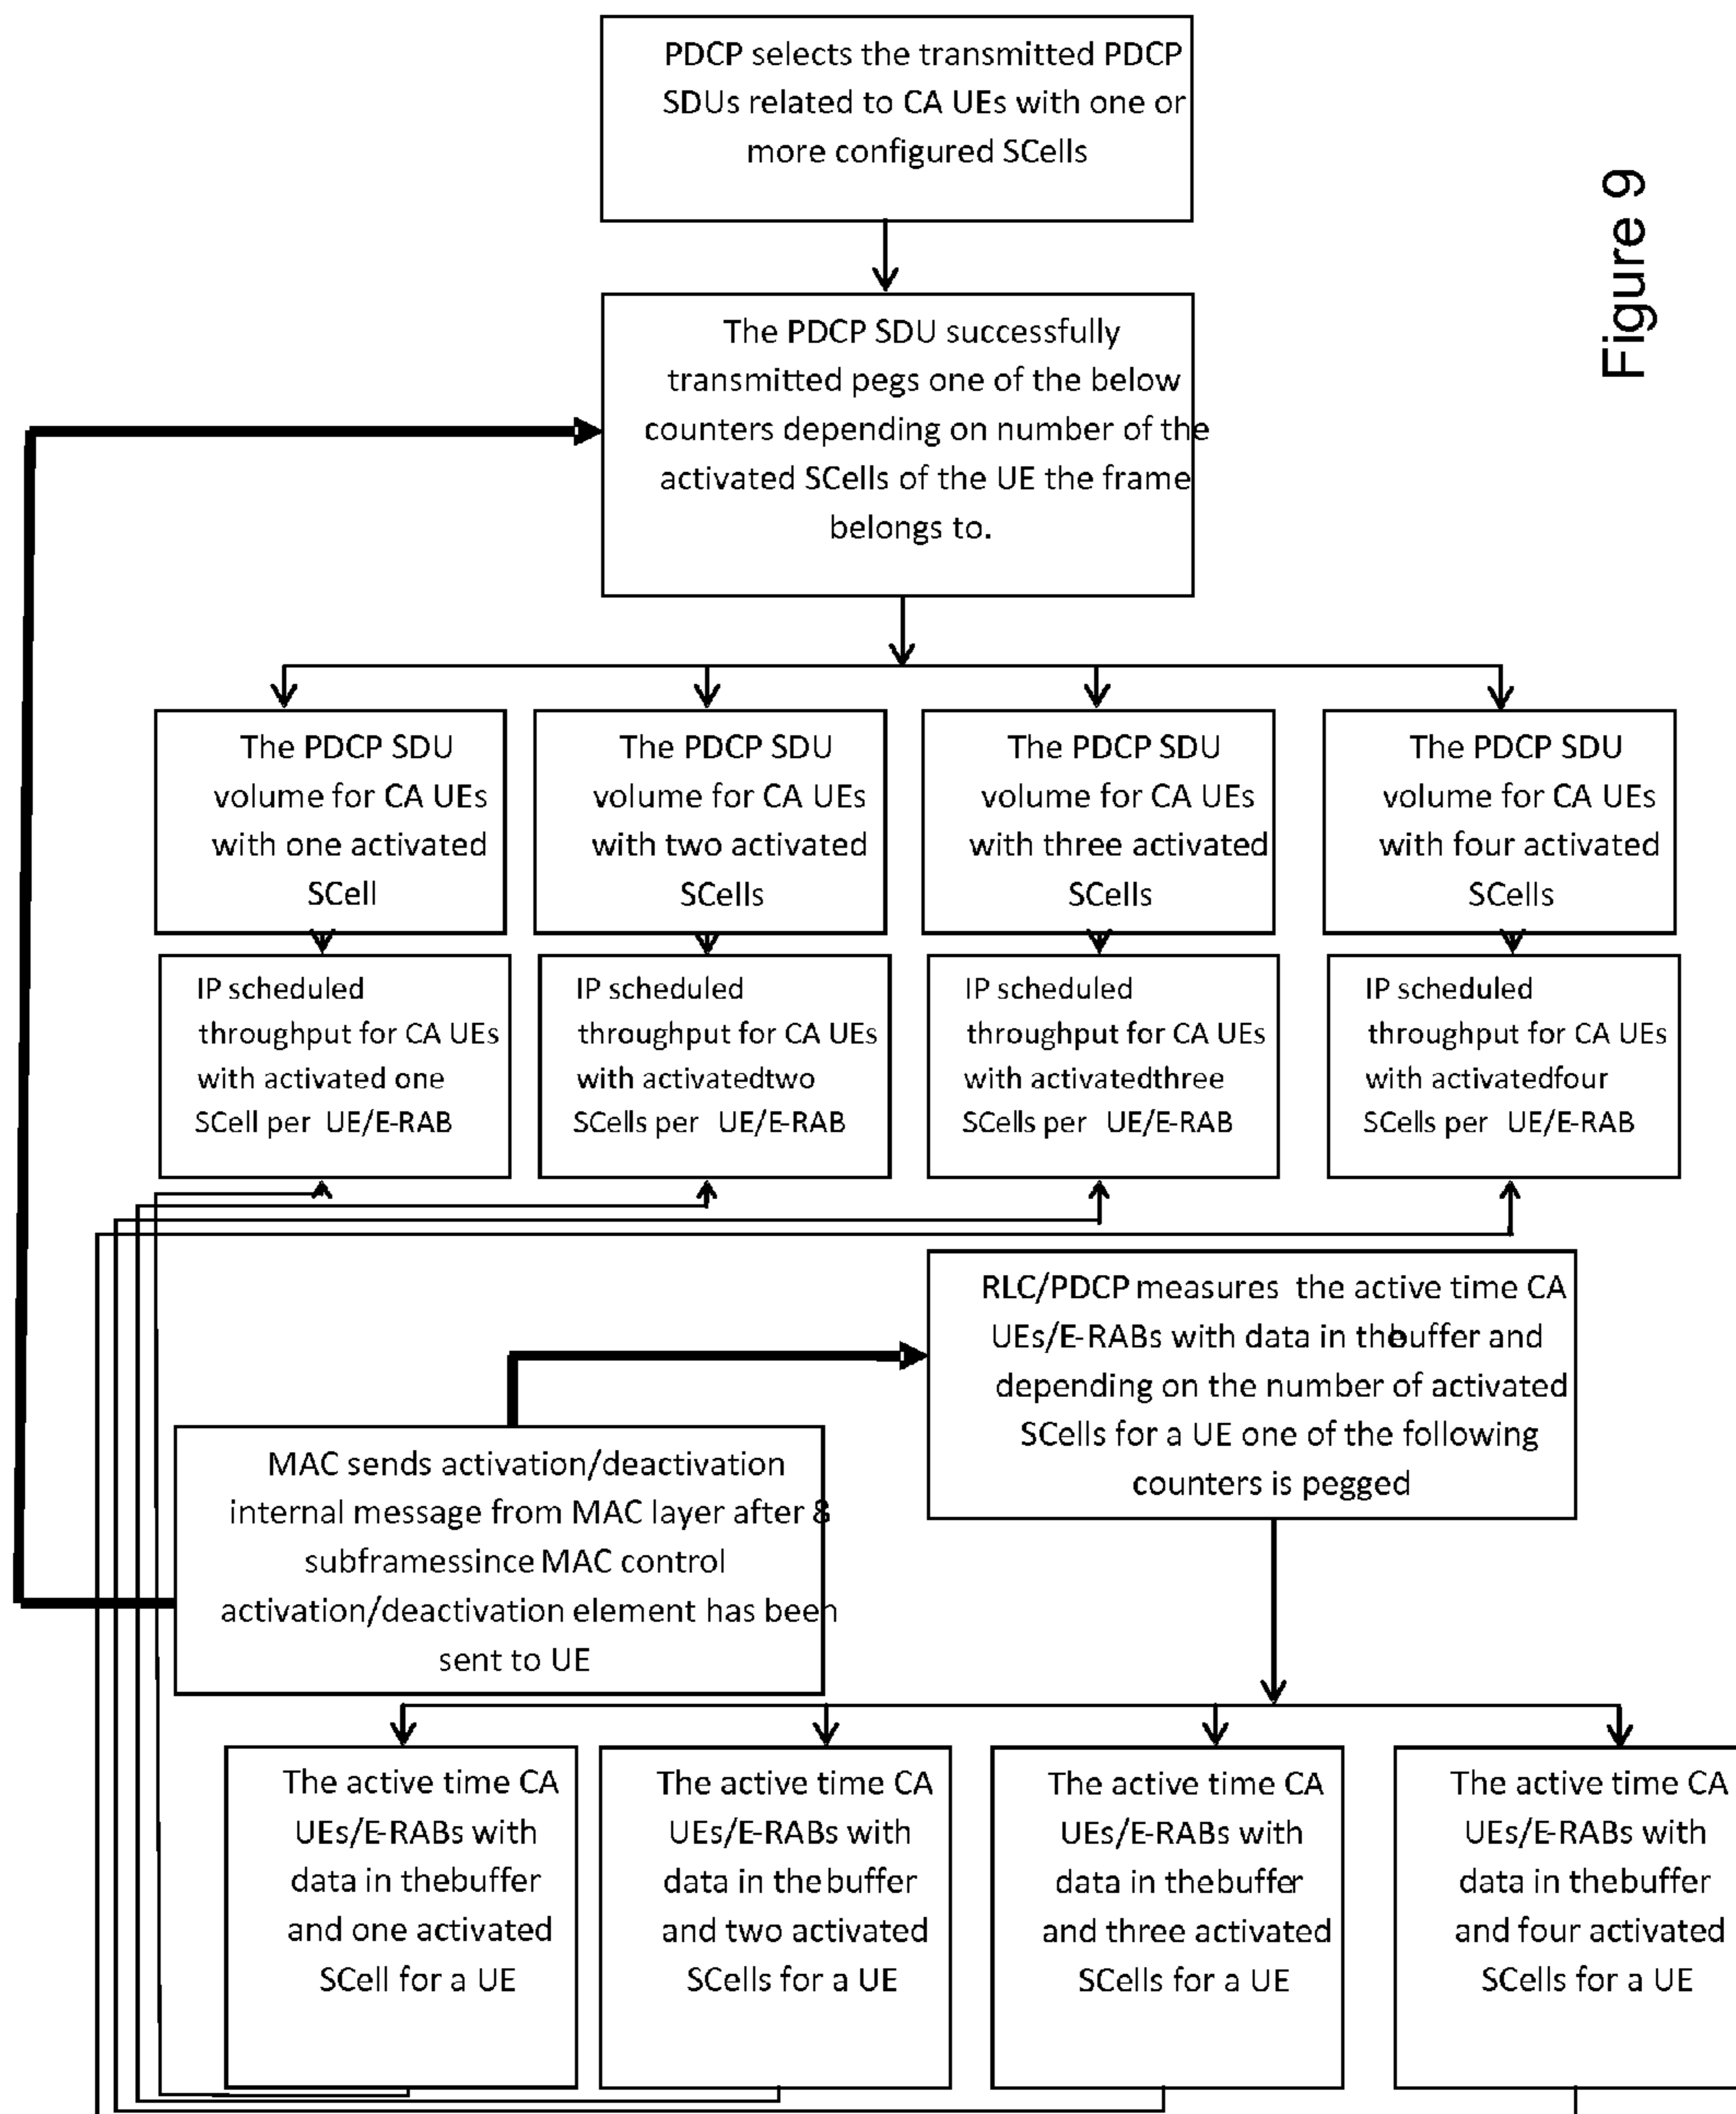 PDCP selects the transmitted PDCP
SDUs related to CA UEs with one or
more configured SCells
Figure 9
The PDCP SDU successfully
transmitted pegs one of the below
counters depending on number of the
activated SCells of the UE the frame
belongs to.
The PDCP SDU
volume for CA UEs
with one activated
SCell
The PDCP SDU
volume for CA UEs
with two activated
SCells
The PDCP SDU
volume for CA UEs
with three activated
SCells
The PDCP SDU
volume for CA UEs
with four activated
SCells
IP scheduled
throughput for CA UEs
with activated one
SCell per UE/E-RAB
IP scheduled
throughput for CA UEs
with activatedtwo
SCells per UE/E-RAB
IP scheduled
throughput for CA UEs
with activatedthree
SCells per UE/E-RAB
IP scheduled
throughput for CA UEs
with activatedfour
SCells per UE/E-RAB
RLC/PDCP measures the active time CA
UEs/E-RABs with data in thebuffer and
depending on the number of activated
SCells for a UE one of the following
counters is pegged
MAC sends activation/deactivation
internal message from MAC layer after 8
subframessince MAC control
activation/deactivation element has been
sent to UE
The active time CA
UEs/E-RABs with
data in thebuffer
and one activated
SCell for a UE
The active time CA
UEs/E-RABs with
data in thebuffer
and two activated
SCells for a UE
The active time CA
UEs/E-RABs with
data in thebuffer
and three activated
SCells for a UE
The active time CA
UEs/E-RABs with
data in thebuffer
and four activated
SCells for a UE